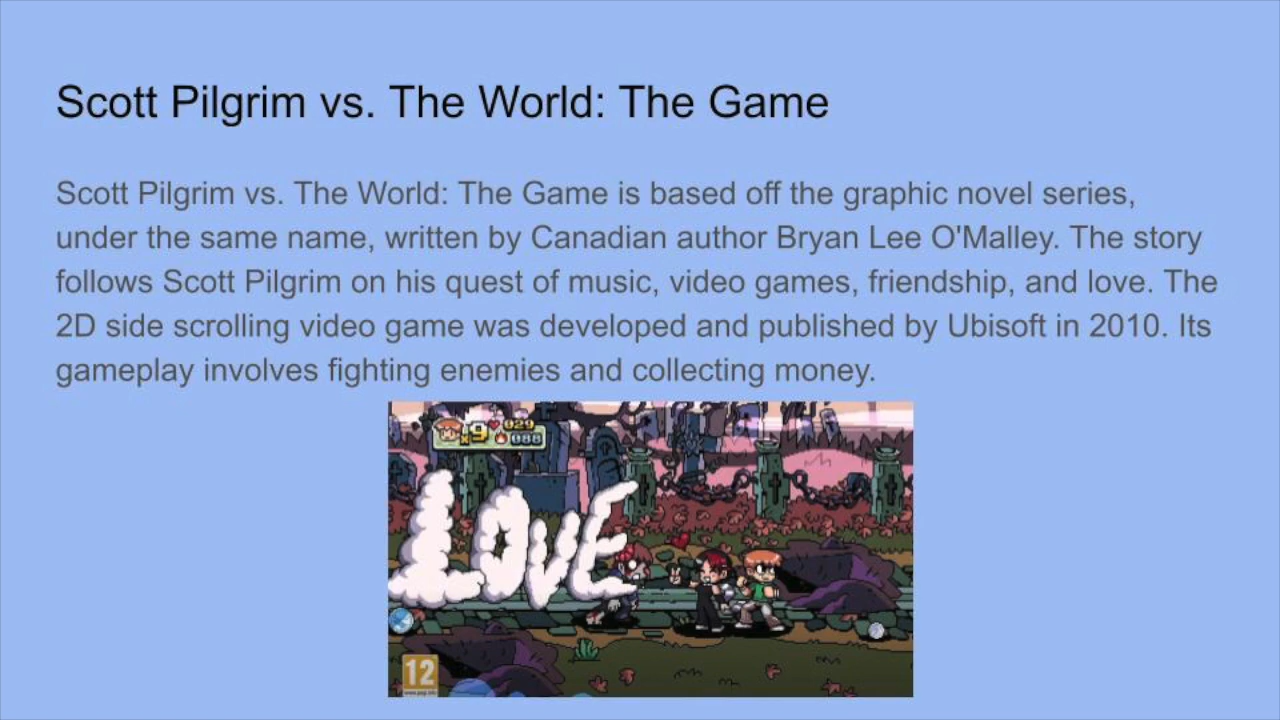 Scott Pilgrim vs. The World: The Game
Scott Pilgrim vs. The World: The Game is based off the graphic novel series,
under the same name, written by Canadian author Bryan Lee O'Malley. The story
follows Scott Pilgrim on his quest of music, video games, friendship, and love. The
2D side scrolling video game was developed and published by Ubisoft in 2010. Its
gameplay involves fighting enemies and collecting money.
x9 029
088
LOVE
12